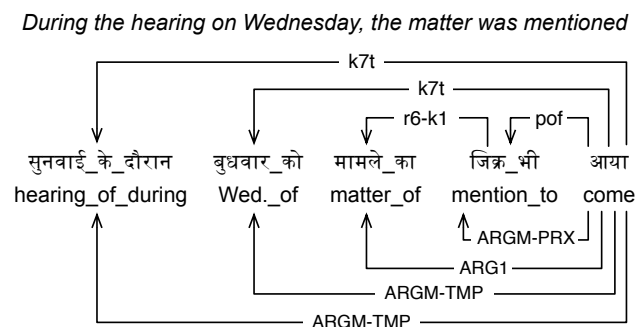 During the hearing on Wednesday, the matter was mentioned
k7t
k7t
r6-k1 pof
सुनवाई_के_दौरान बुधवार_को मामले_का जिक्र_भी आया
hearing_of_during Wed._of matter_of mention_to come
ARGM-PRX
ARG1
ARGM-TMP
ARGM-TMP